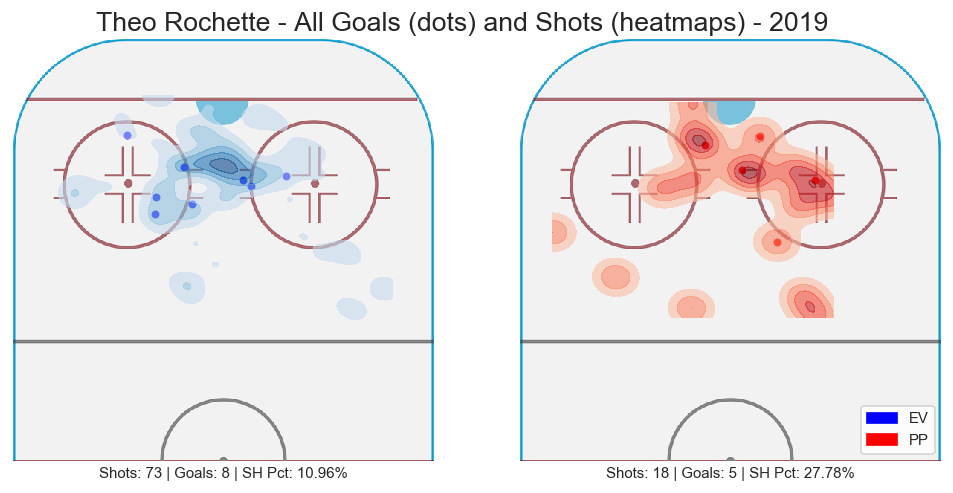 Theo Rochette - All Goals (dots) and Shots (heatmaps) - 2019
EV
PP
Shots: 73 | Goals: 8 | SH Pct: 10.96%
Shots: 18 | Goals: 5 | SH Pct: 27.78%